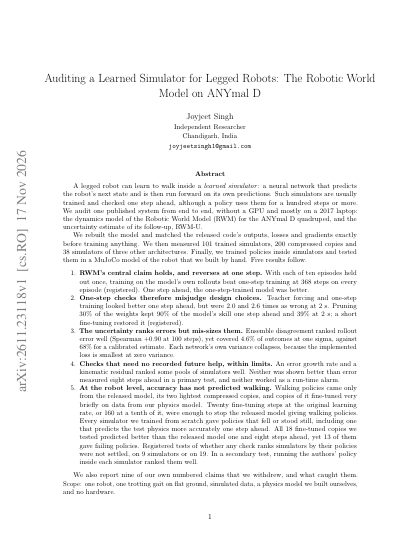 Auditing a Learned Simulator for Legged Robots: The Robotic World
Model on ANYmal D
Joyjeet Singh
Independent Researcher
Chandigarh, India
joyjeetsingh1@gmail.com
arXiv:2611.23118v1 [cs.RO] 17 Nov 2026
Abstract
A legged robot can learn to walk inside a learned simulator: a neural network that predicts
the robot's next state and is then run forward on its own predictions. Such simulators are usually
trained and checked one step ahead, although a policy uses them for a hundred steps or more.
We audit one published system from end to end, without a GPU and mostly on a 2017 laptop:
the dynamics model of the Robotic World Model (RWM) for the ANYmal D quadruped, and the
uncertainty estimate of its follow-up, RWM-U.
We rebuilt the model and matched the released code's outputs, losses and gradients exactly
before training anything. We then measured 101 trained simulators, 200 compressed copies and
38 simulators of three other architectures. Finally, we trained policies inside simulators and tested
them in a MuJoCo model of the robot that we built by hand. Five results follow.
1. RWM's central claim holds, and reverses at one step. With each of ten episodes
held out once, training on the model's own rollouts beat one-step training at 368 steps on every
episode (registered). One step ahead, the one-step-trained model was better.
2. One-step checks therefore misjudge design choices. Teacher forcing and one-step
training looked better one step ahead, but were 2.0 and 2.6 times as wrong at 2 s. Pruning
30% of the weights kept 90% of the model's skill one step ahead and 39% at 2 s; a short
fine-tuning restored it (registered).
3. The uncertainty ranks errors but mis-sizes them. Ensemble disagreement ranked rollout
error well (Spearman +0.90 at 100 steps), yet covered 4.6% of outcomes at one sigma, against
68% for a calibrated estimate. Each network's own variance collapses, because the implemented
loss is smallest at zero variance.
4. Checks that need no recorded future help, within limits. An error growth rate and a
kinematic residual ranked some pools of simulators well. Neither was shown better than error
measured eight steps ahead in a primary test, and neither worked as a run-time alarm.
5. At the robot level, accuracy has not predicted walking. Walking policies came only
from the released model, its two lightest compressed copies, and copies of it fine-tuned very
briefly on data from our physics model. Twenty fine-tuning steps at the original learning
rate, or 160 at a tenth of it, were enough to stop the released model giving walking policies.
Every simulator we trained from scratch gave policies that fell or stood still, including one
that predicts the test physics more accurately one step ahead. All 18 fine-tuned copies we
tested predicted better than the released model one and eight steps ahead, yet 13 of them
gave failing policies. Registered tests of whether any check ranks simulators by their policies
were not settled, on 9 simulators or on 19. In a secondary test, running the authors' policy
inside each simulator ranked them well.
We also report nine of our own numbered claims that we withdrew, and what caught them.
Scope: one robot, one trotting gait on flat ground, simulated data, a physics model we built ourselves,
and no hardware.
1